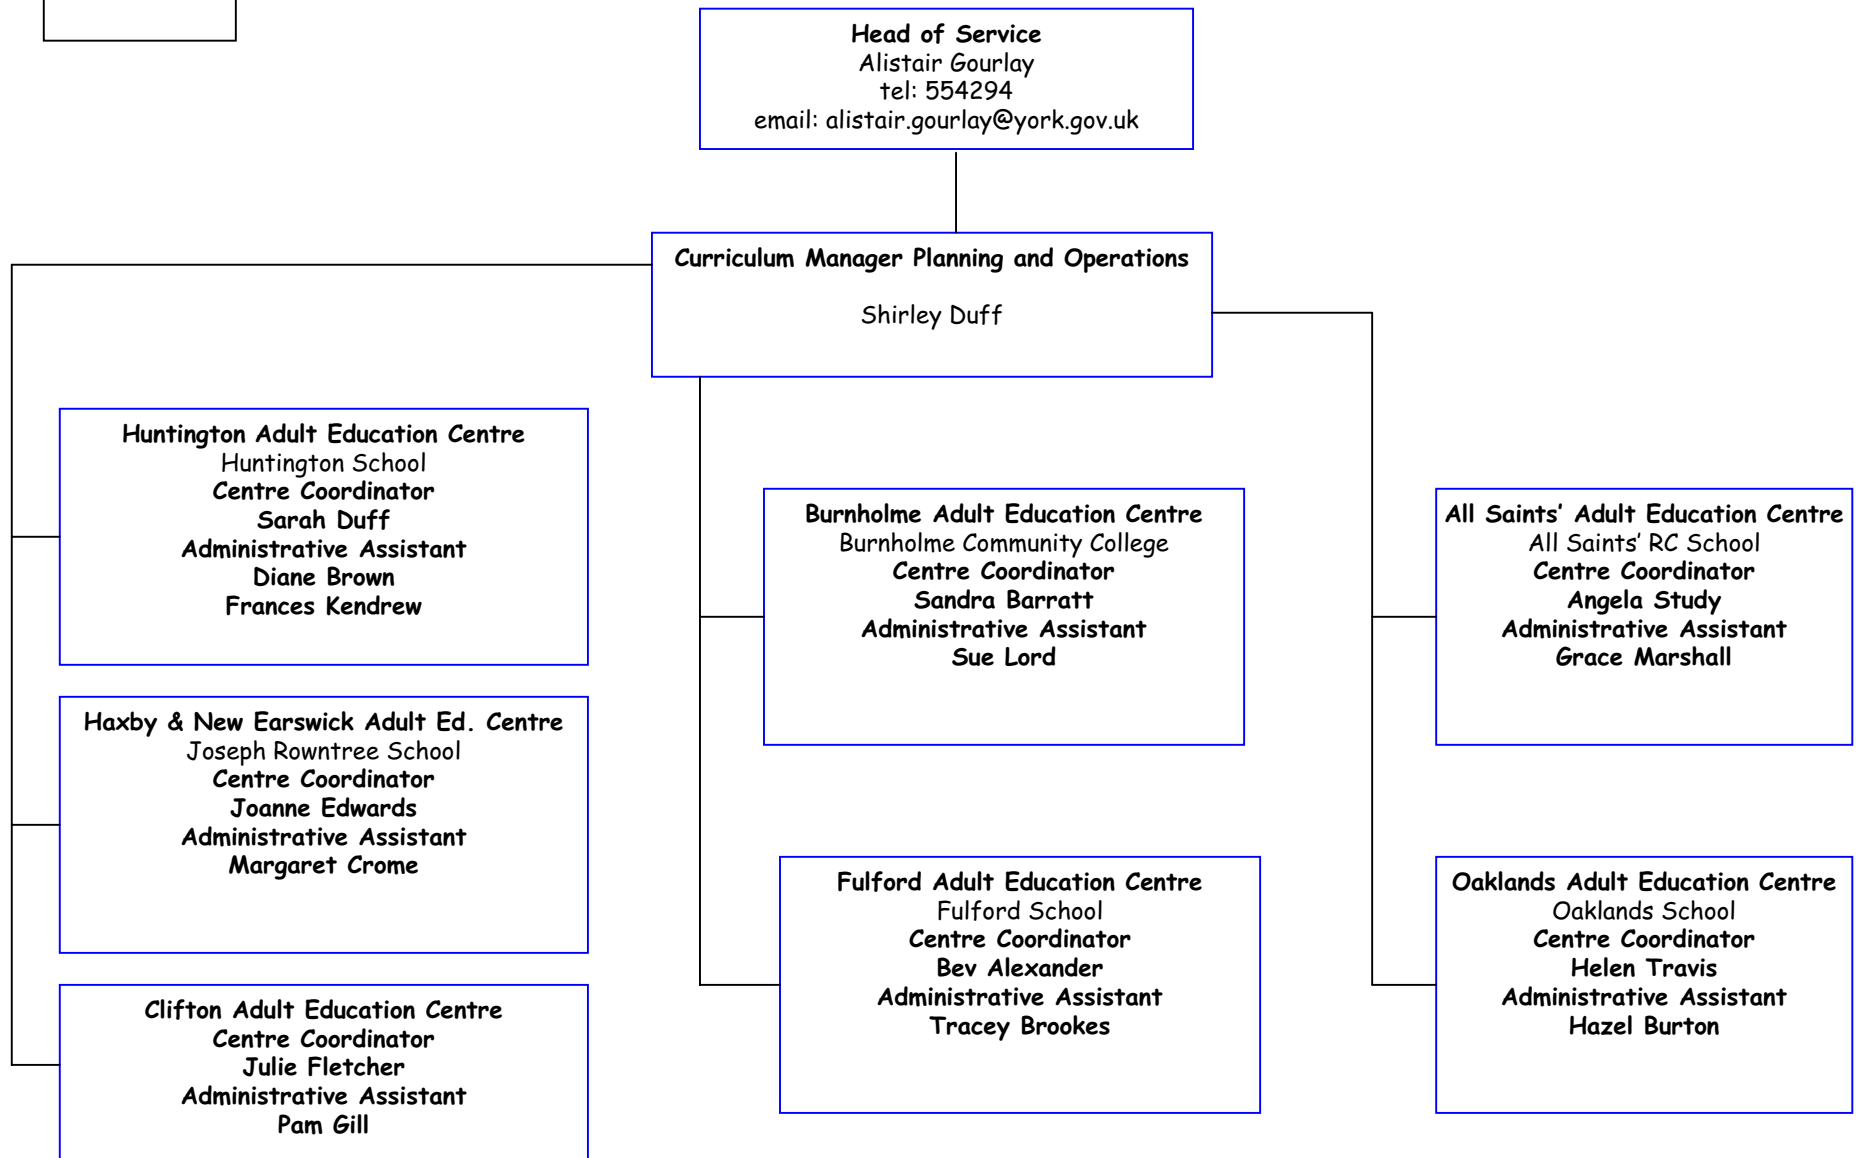 Head of Service
Alistair Gourlay
tel: 554294
email: alistair.gourlay@york.gov.uk
Curriculum Manager Planning and Operations
Shirley Duff
Huntington Adult Education Centre
Huntington School
Centre Coordinator
Sarah Duff
Administrative Assistant
Diane Brown
Frances Kendrew
Haxby & New Earswick Adult Ed. Centre
Joseph Rowntree School
Centre Coordinator
Joanne Edwards
Administrative Assistant
Margaret Crome
Clifton Adult Education Centre
Centre Coordinator
Julie Fletcher
Administrative Assistant
Pam Gill
Burnholme Adult Education Centre
Burnholme Community College
Centre Coordinator
Sandra Barratt
Administrative Assistant
Sue Lord
Fulford Adult Education Centre
Fulford School
Centre Coordinator
Bev Alexander
Administrative Assistant
Tracey Brookes
All Saints’ Adult Education Centre
All Saints’ RC School
Centre Coordinator
Angela Study
Administrative Assistant
Grace Marshall
Oaklands Adult Education Centre
Oaklands School
Centre Coordinator
Helen Travis
Administrative Assistant
Hazel Burton